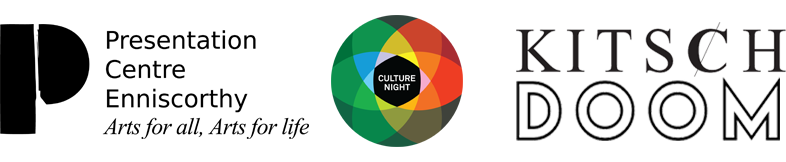 Presentation
Centre
Enniscorthy
Arts for all, Arts for life
CULTURE
NIGHT
KITSCH
DOOM